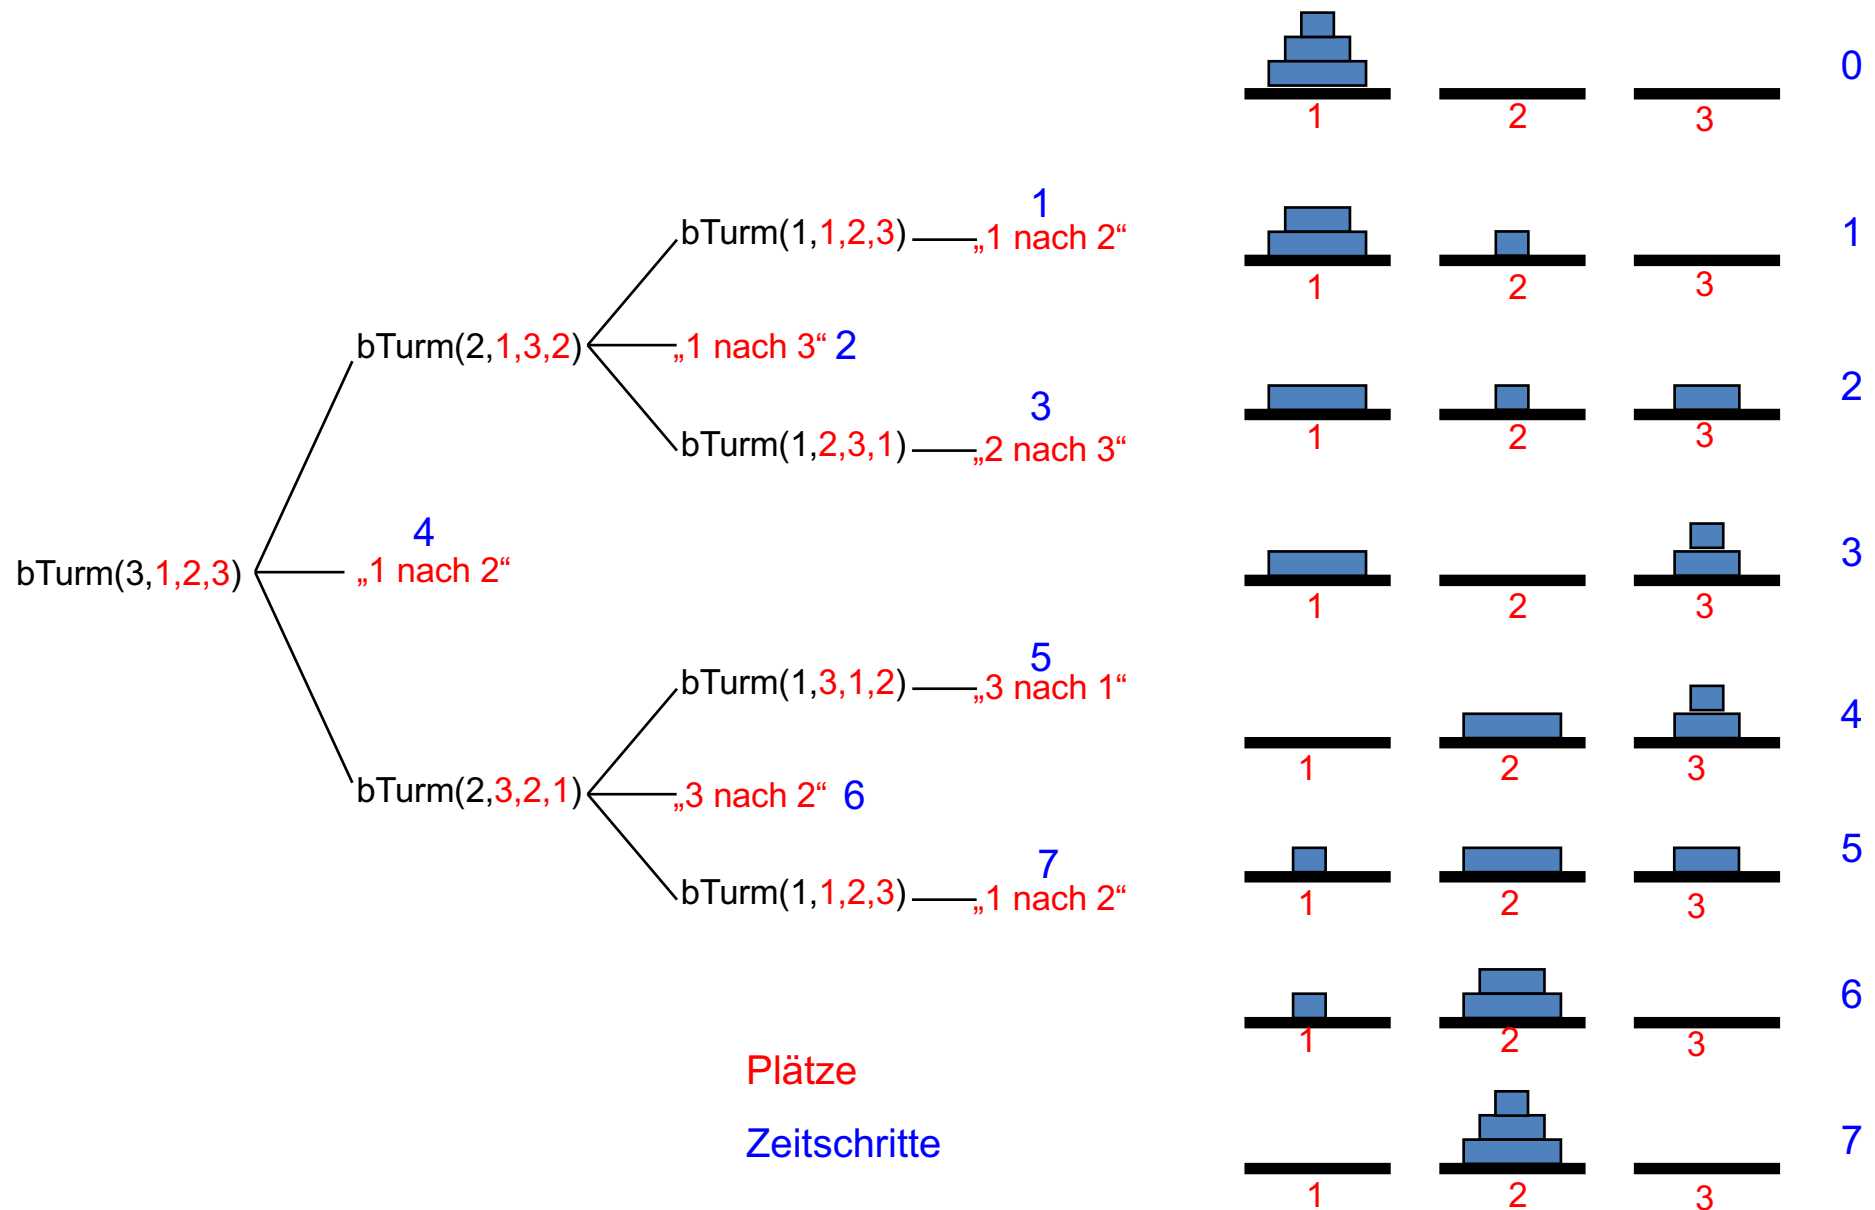 0
1 2 3
1
bTurm(1,1,2,3) „1 nach 2“
1
1 2 3
bTurm(2,1,3,2) „1 nach 3“ 2
2
3
bTurm(1,2,3,1) „2 nach 3“
1 2 3
4
bTurm(3,1,2,3) „1 nach 2“
3
1 2 3
5
bTurm(1,3,1,2) „3 nach 1“
4
1 2 3
bTurm(2,3,2,1) „3 nach 2“ 6
7
bTurm(1,1,2,3) „1 nach 2“
5
1 2 3
6
1 2 3
Plätze
Zeitschritte
7
1 2 3